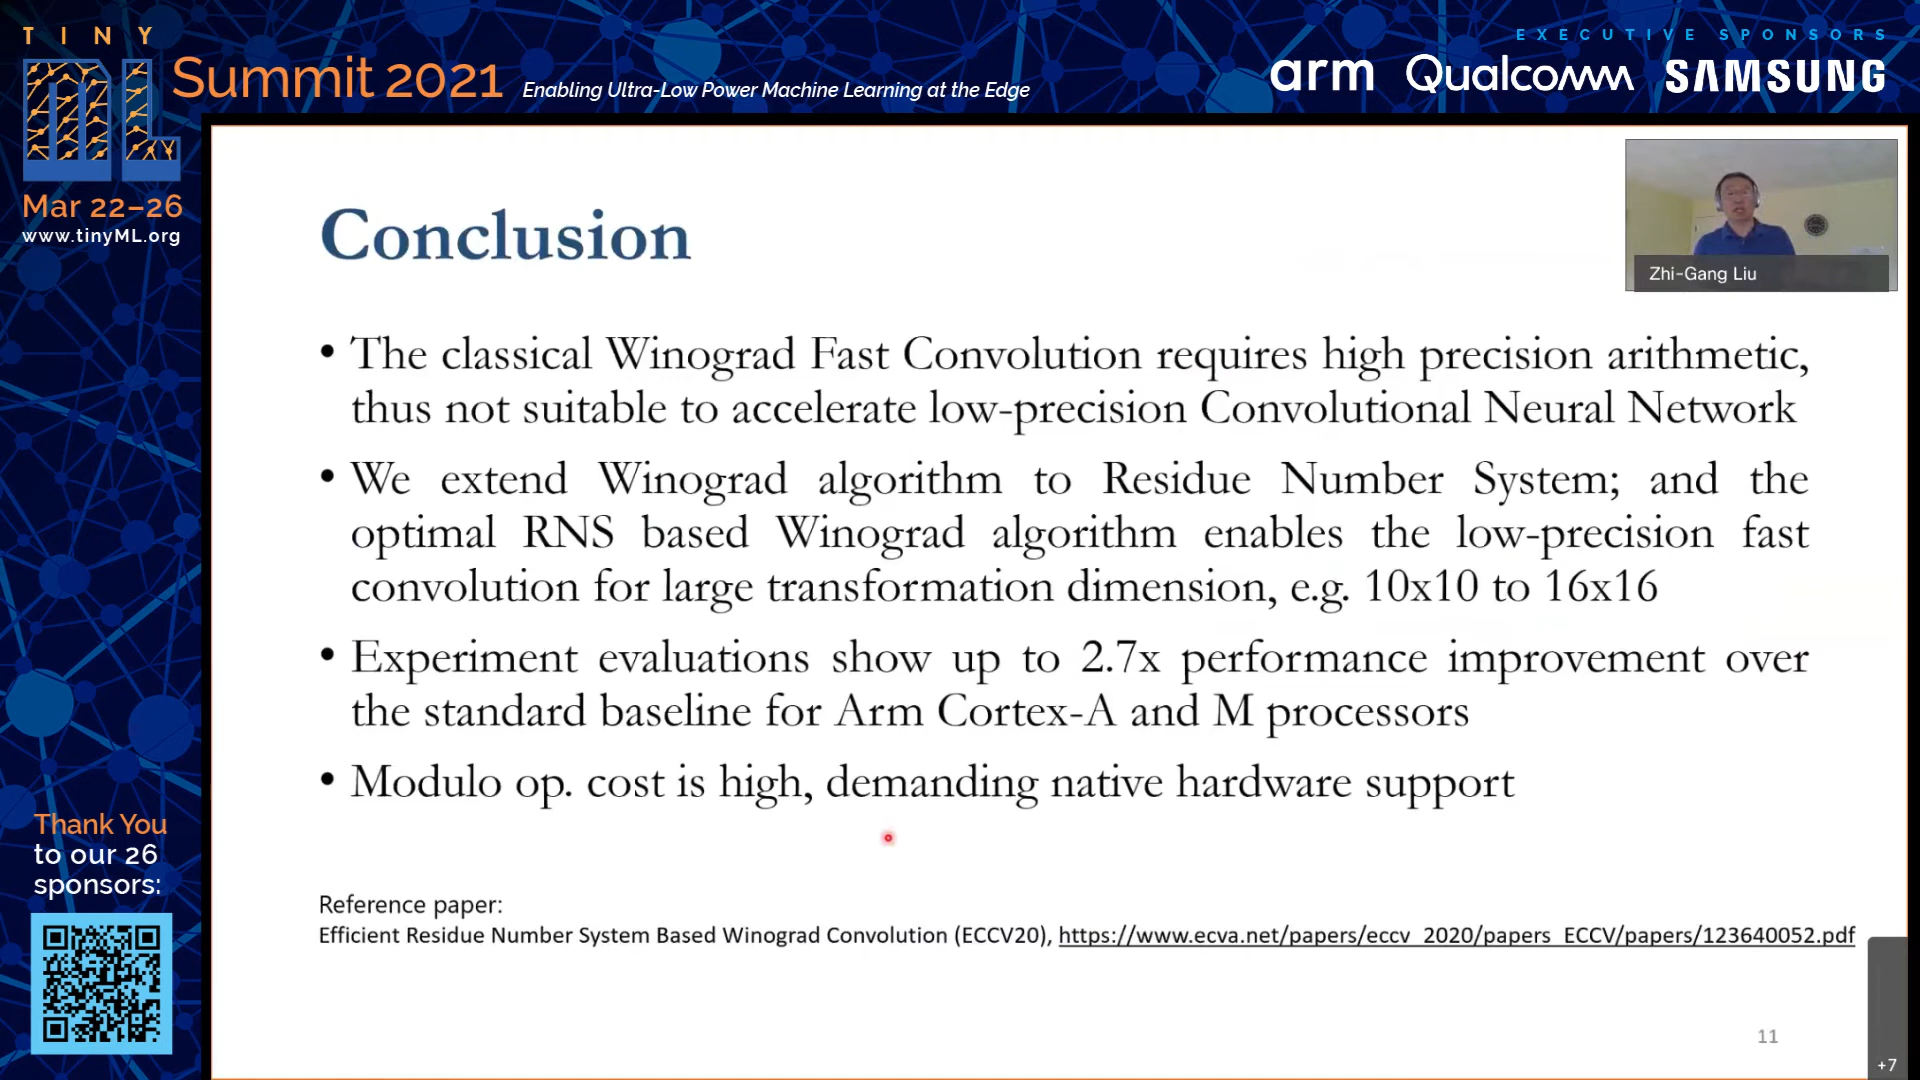 TINY
ML
Summit 2021
Enabling Ultra-Low Power Machine Learning at the Edge
EXECUTIVE SPONSORS
arm Qualcomm SAMSUNG
Mar 22–26
www.tinyML.org
Conclusion
Zhi-Gang Liu
• The classical Winograd Fast Convolution requires high precision arithmetic,
thus not suitable to accelerate low-precision Convolutional Neural Network
• We extend Winograd algorithm to Residue Number System; and the
optimal RNS based Winograd algorithm enables the low-precision fast
convolution for large transformation dimension, e.g. 10x10 to 16x16
• Experiment evaluations show up to 2.7x performance improvement over
the standard baseline for Arm Cortex-A and M processors
• Modulo op. cost is high, demanding native hardware support
Thank You
to our 26
sponsors:
Reference paper:
Efficient Residue Number System Based Winograd Convolution (ECCV20), https://www.ecva.net/papers/eccv_2020/papers_ECCV/papers/123640052.pdf
11
+7